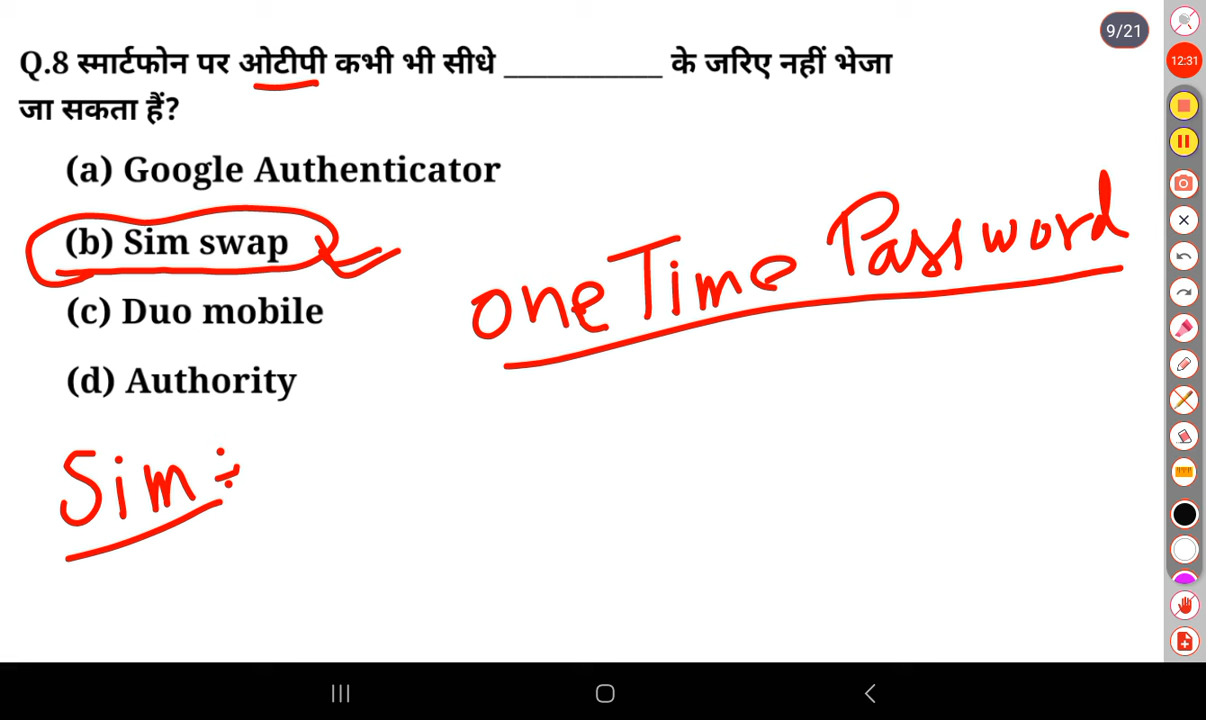 9/21
Q.8 स्मार्टफोन पर ओटीपी कभी भी सीधे ____________ के जरिए नहीं भेजा
जा सकता हैं?
12:31
(a) Google Authenticator
(b) Sim swap
one Time Password
(c) Duo mobile
(d) Authority
Sim ÷